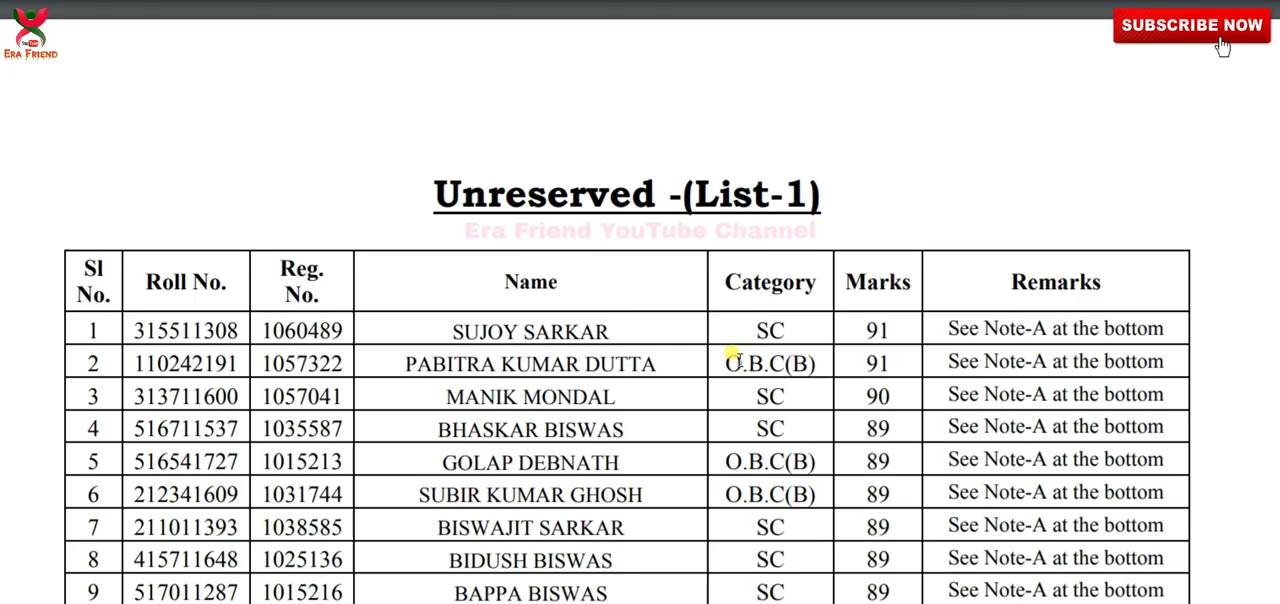 SUBSCRIBE NOW
YouTube
ERA FRIEND
Unreserved -(List-1)
Era Friend YouTube Channel
Sl No. Roll No. Reg. No. Name Category Marks Remarks
1 315511308 1060489 SUJOY SARKAR SC 91 See Note-A at the bottom
2 110242191 1057322 PABITRA KUMAR DUTTA O.B.C(B) 91 See Note-A at the bottom
3 313711600 1057041 MANIK MONDAL SC 90 See Note-A at the bottom
4 516711537 1035587 BHASKAR BISWAS SC 89 See Note-A at the bottom
5 516541727 1015213 GOLAP DEBNATH O.B.C(B) 89 See Note-A at the bottom
6 212341609 1031744 SUBIR KUMAR GHOSH O.B.C(B) 89 See Note-A at the bottom
7 211011393 1038585 BISWAJIT SARKAR SC 89 See Note-A at the bottom
8 415711648 1025136 BIDUSH BISWAS SC 89 See Note-A at the bottom
9 517011287 1015216 BAPPA BISWAS SC 89 See Note-A at the bottom